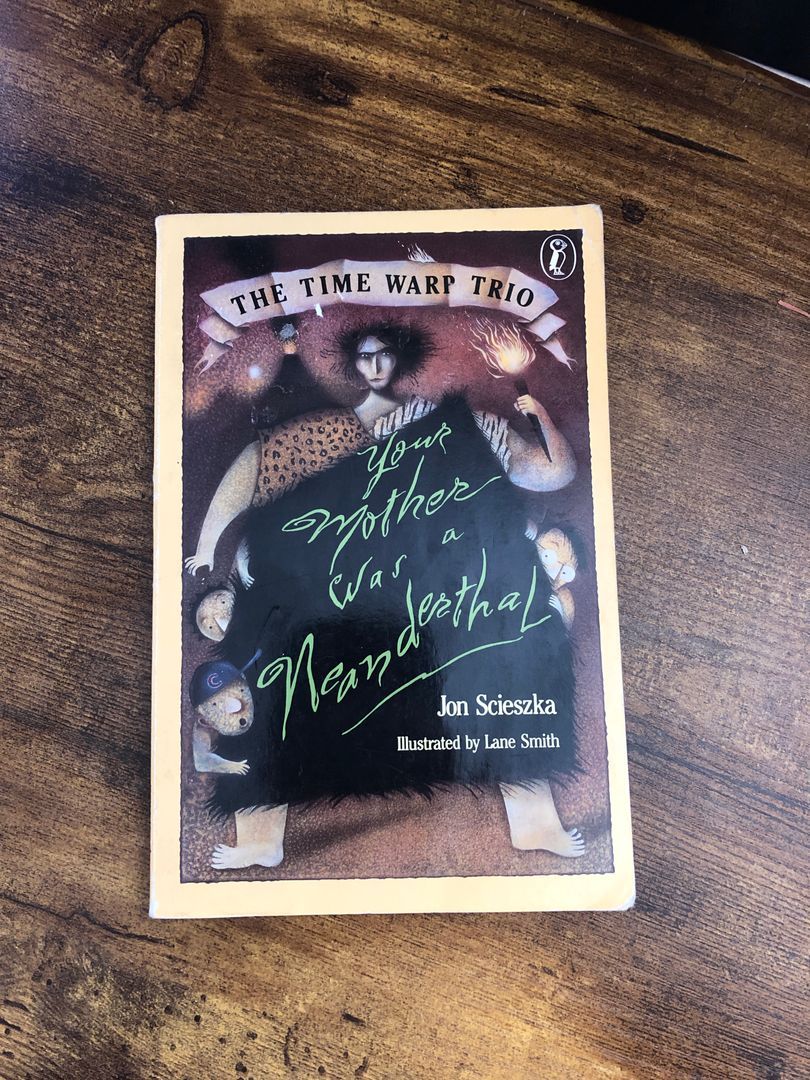 THE TIME WARP TRIO
Your
Mother
was a
Neanderthal
Jon Scieszka
Illustrated by Lane Smith
C